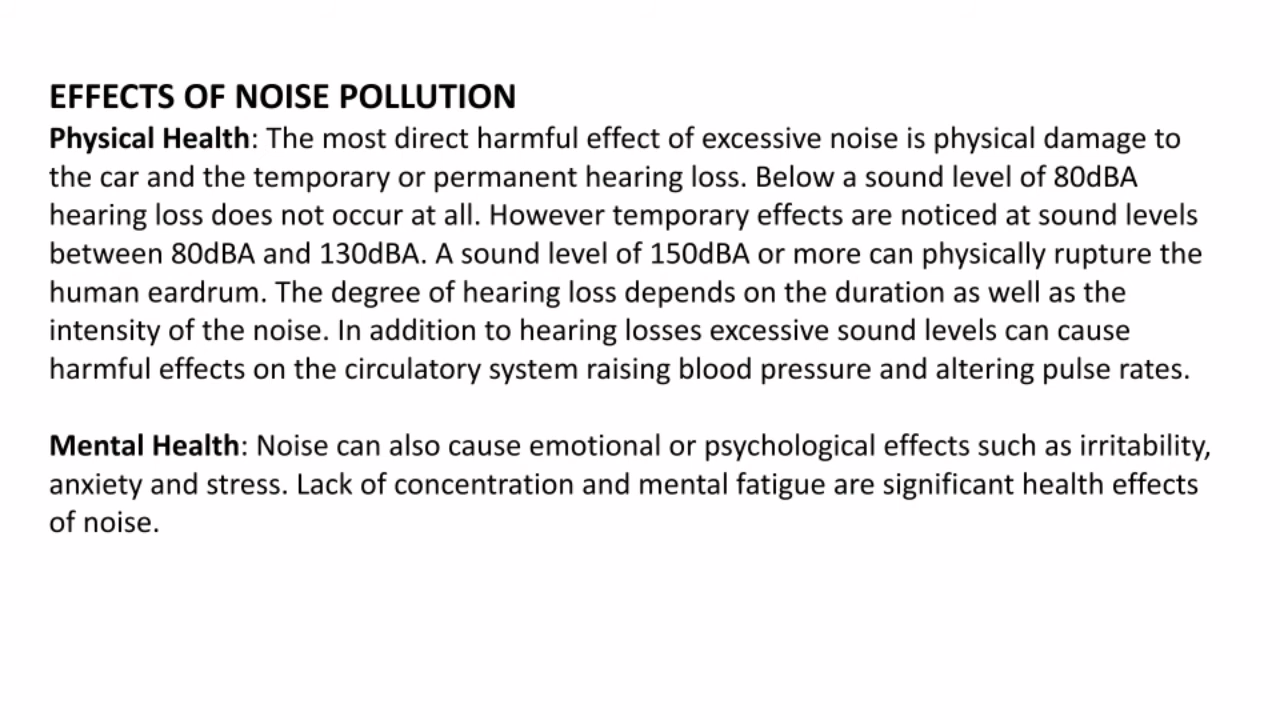 EFFECTS OF NOISE POLLUTION
Physical Health: The most direct harmful effect of excessive noise is physical damage to
the car and the temporary or permanent hearing loss. Below a sound level of 80dBA
hearing loss does not occur at all. However temporary effects are noticed at sound levels
between 80dBA and 130dBA. A sound level of 150dBA or more can physically rupture the
human eardrum. The degree of hearing loss depends on the duration as well as the
intensity of the noise. In addition to hearing losses excessive sound levels can cause
harmful effects on the circulatory system raising blood pressure and altering pulse rates.
Mental Health: Noise can also cause emotional or psychological effects such as irritability,
anxiety and stress. Lack of concentration and mental fatigue are significant health effects
of noise.